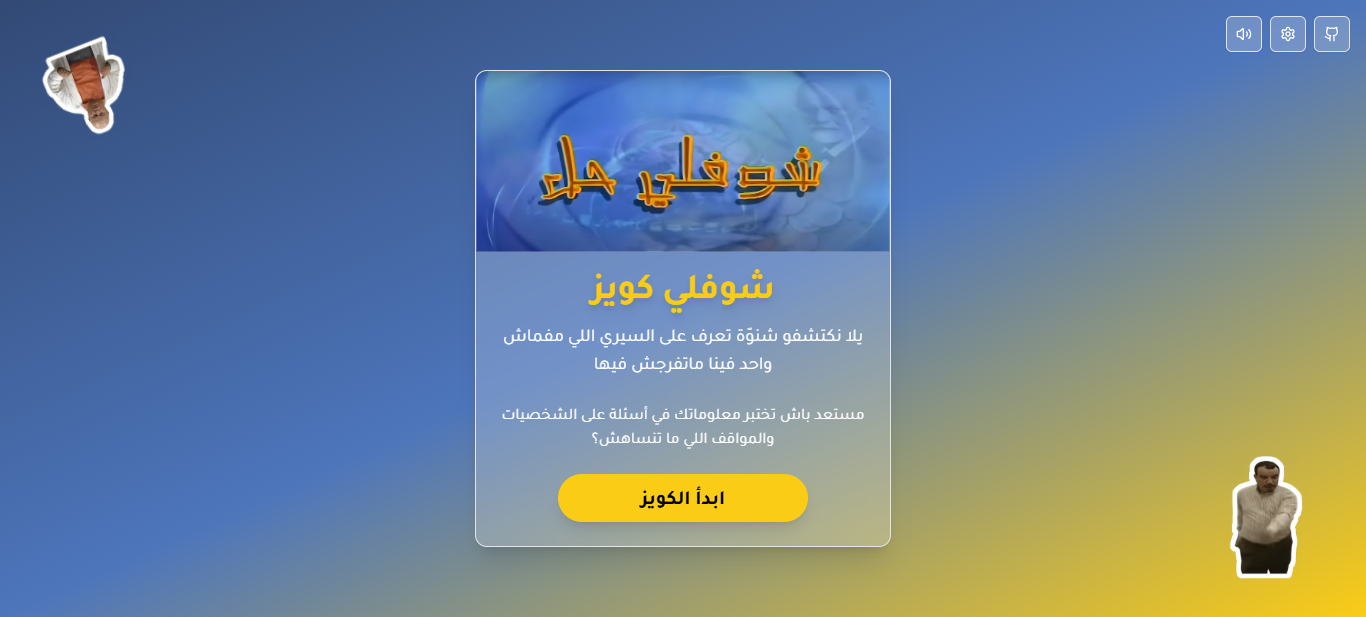 شوفلي حل
شوفلي كويز
يلا نكتشفو شنوّة تعرف على السيري اللي مفماش
واحد فينا ماتفرجش فيها
مستعد باش تختبر معلوماتك في أسئلة على الشخصيات
والمواقف اللي ما تنساهش؟
ابدأ الكويز